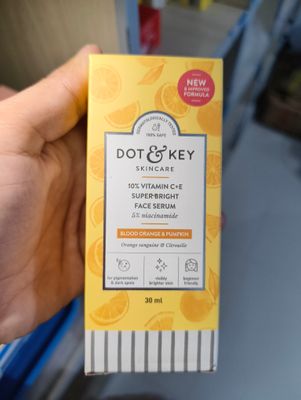 NEW
& IMPROVED
FORMULA
DERMATOLOGICALLY TESTED
100% SAFE
DOT & KEY
SKINCARE
10% VITAMIN C+E
SUPER BRIGHT
FACE SERUM
5% niacinamide
BLOOD ORANGE & PUMPKIN
Orange sanguine & Citrouille
for pigmentation
& dark spots
visibly
brighter skin
beginner
friendly
30 ml